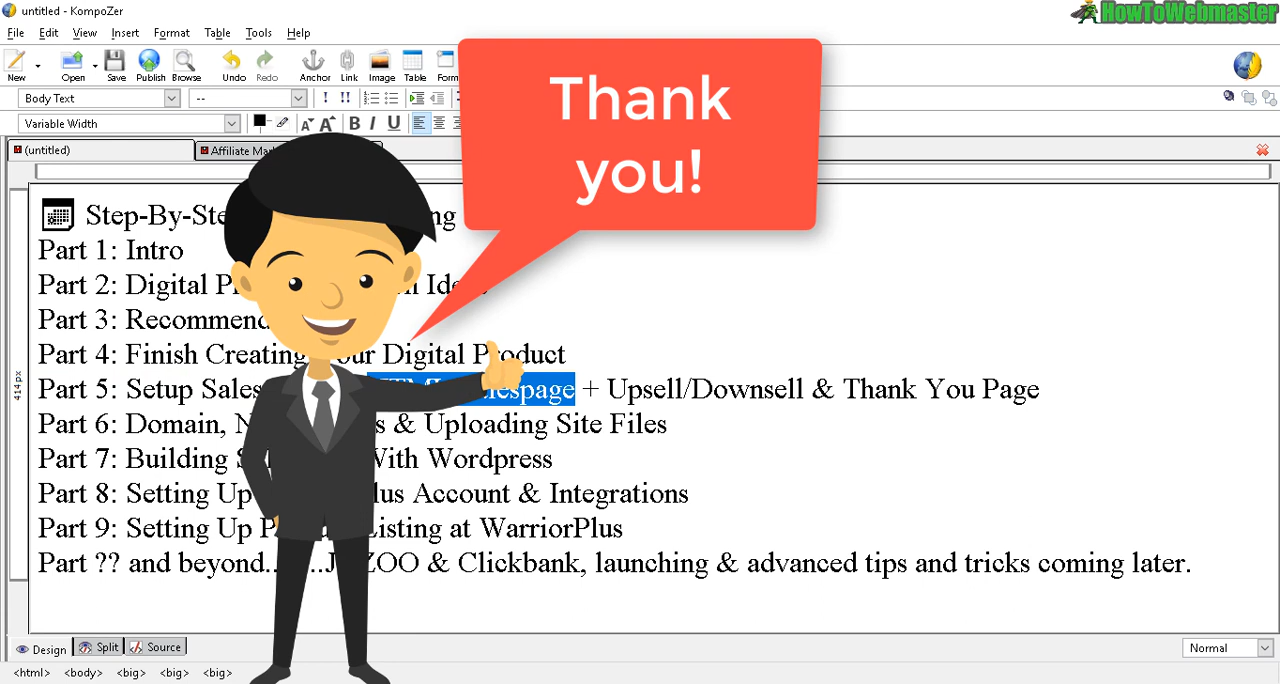 untitled - KompoZer
HowToWebmaster
File Edit View Insert Format Table Tools Help
New Open Save Publish Browse Undo Redo Anchor Link Image Table Form
Body Text --
Variable Width B I U
(untitled) Affiliate
Thank
you!
Step-By-Step
Part 1: Intro
Part 2: Digital
Part 3:
Part 4: Finish Creating Your Digital Product
Part 5: Setup Sales + Upsell/Downsell & Thank You Page
Part 6: Domain, & Uploading Site Files
Part 7: Building With Wordpress
Part 8: Setting Up Account & Integrations
Part 9: Setting Up Listing at WarriorPlus
Part ?? and beyond & Clickbank, launching & advanced tips and tricks coming later.
414px
Design Split Source Normal
<html> <body> <big> <big> <big>